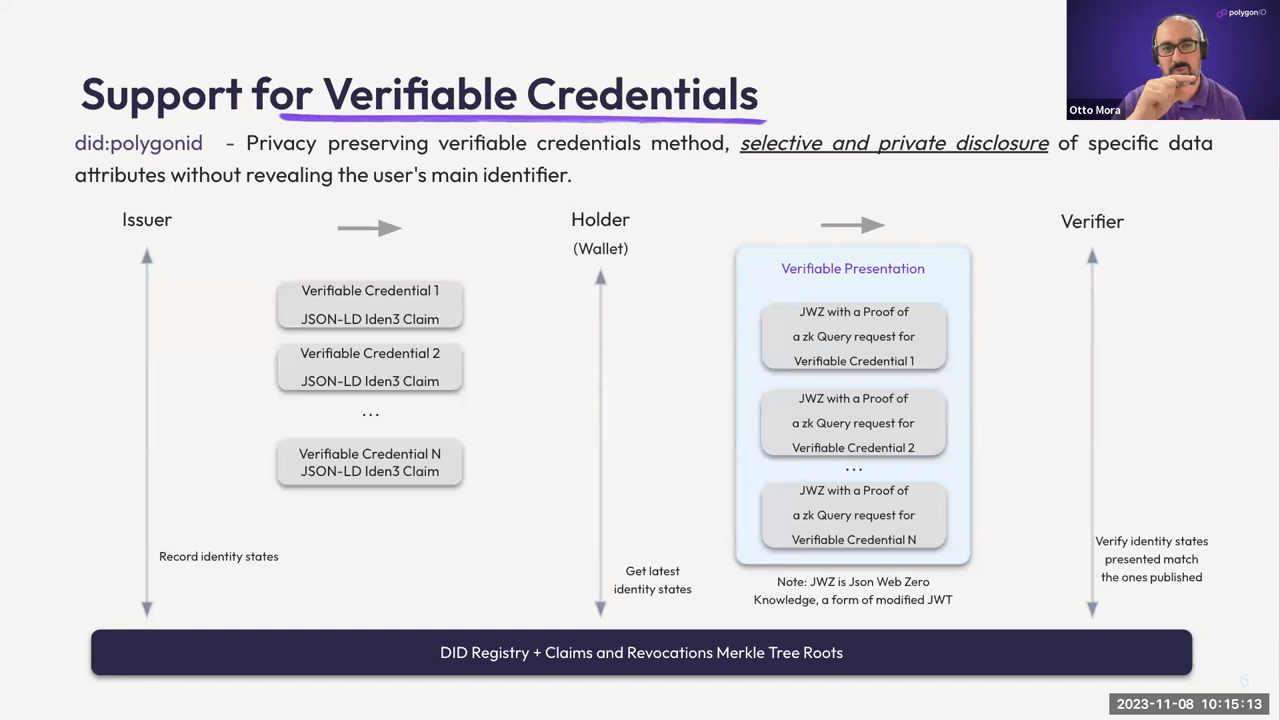 polygonID
Otto Mora
Support for Verifiable Credentials
did:polygonid - Privacy preserving verifiable credentials method, selective and private disclosure of specific data
attributes without revealing the user's main identifier.
Issuer
Holder
(Wallet)
Verifier
Verifiable Credential 1
JSON-LD Iden3 Claim
Verifiable Credential 2
JSON-LD Iden3 Claim
...
Verifiable Credential N
JSON-LD Iden3 Claim
Verifiable Presentation
JWZ with a Proof of
a zk Query request for
Verifiable Credential 1
JWZ with a Proof of
a zk Query request for
Verifiable Credential 2
...
JWZ with a Proof of
a zk Query request for
Verifiable Credential N
Record identity states
Get latest
identity states
Note: JWZ is Json Web Zero
Knowledge, a form of modified JWT
Verify identity states
presented match
the ones published
DID Registry + Claims and Revocations Merkle Tree Roots
6
2023-11-08 10:15:13